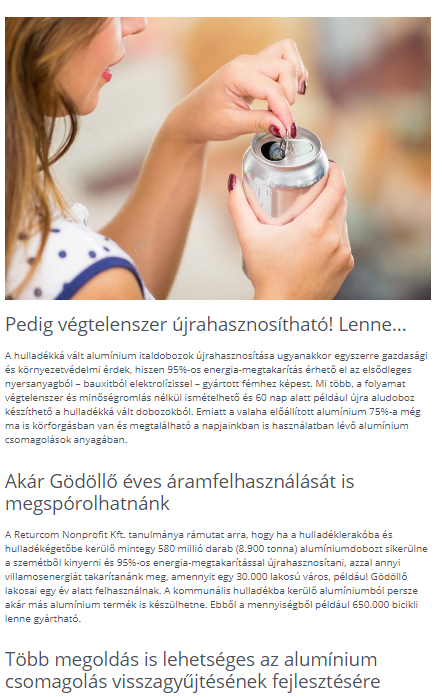 Pedig végtelenszer újrahasznosítható! Lenne...
A hulladékká vált alumínium italdobozok újrahasznosítása ugyanakkor egyszerre gazdasági
és környezetvédelmi érdek, hiszen 95%-os energia-megtakarítás érhető el az elsődleges
nyersanyagból – bauxitból elektrolízissel – gyártott fémhez képest. Mi több, a folyamat
végtelenszer és minőségromlás nélkül ismételhető és 60 nap alatt például újra aludoboz
készíthető a hulladékká vált dobozokból. Emiatt a valaha előállított alumínium 75%-a még
ma is körforgásban van és megtalálható a napjainkban is használatban lévő alumínium
csomagolások anyagában.
Akár Gödöllő éves áramfelhasználását is
megspórolhatnánk
A Returcom Nonprofit Kft. tanulmánya rámutat arra, hogy ha a hulladéklerakóba és
hulladékégetőbe kerülő mintegy 580 millió darab (8.900 tonna) alumíniumdobozt sikerülne
a szemétből kinyerni és 95%-os energia-megtakarítással újrahasznosítani, azzal annyi
villamosenergiát takarítanánk meg, amennyit egy 30.000 lakosú város, például Gödöllő
lakosai egy év alatt felhasználnak. A kommunális hulladékba kerülő alumíniumból persze
akár más alumínium termék is készülhetne. Ebből a mennyiségből például 650.000 bicikli
lenne gyártható.
Több megoldás is lehetséges az alumínium
csomagolás visszagyűjtésének fejlesztésére